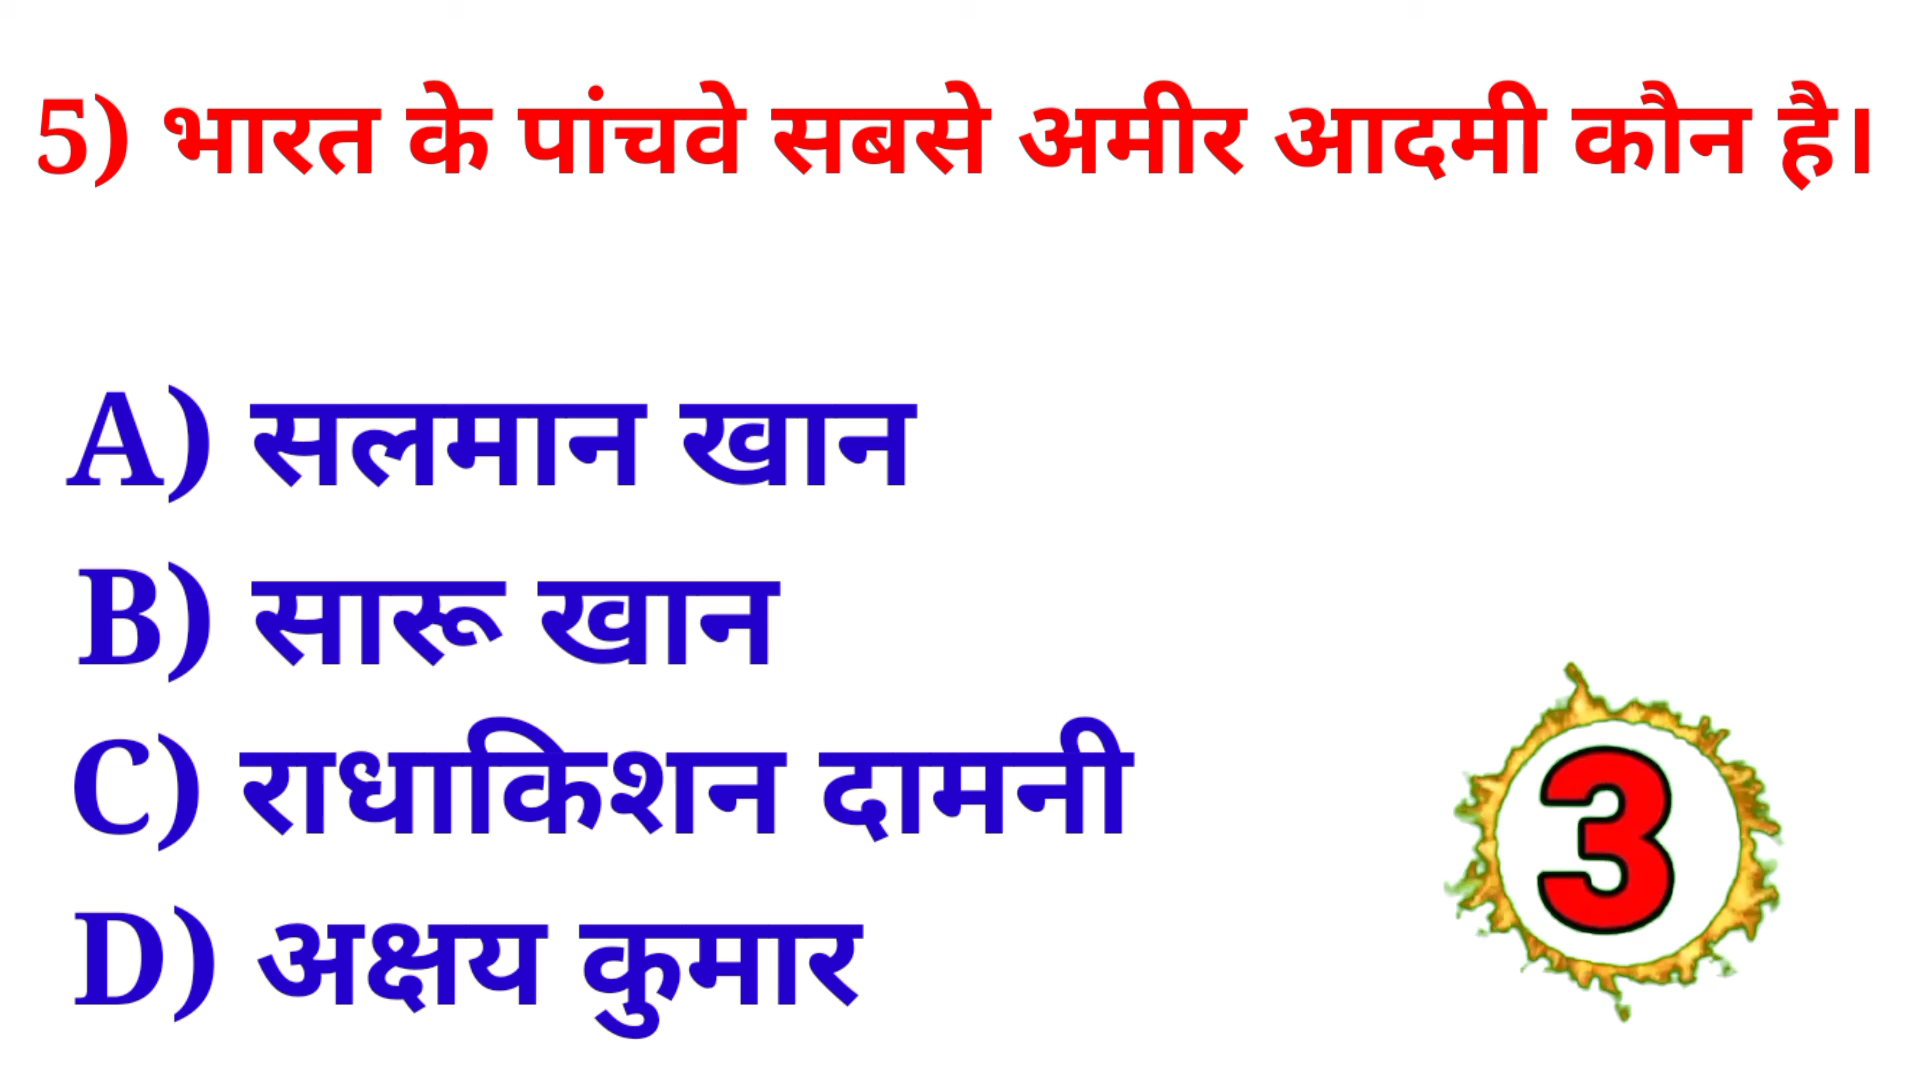 5) भारत के पांचवे सबसे अमीर आदमी कौन है।
A) सलमान खान
B) सारू खान
C) राधाकिशन दामनी
D) अक्षय कुमार
3